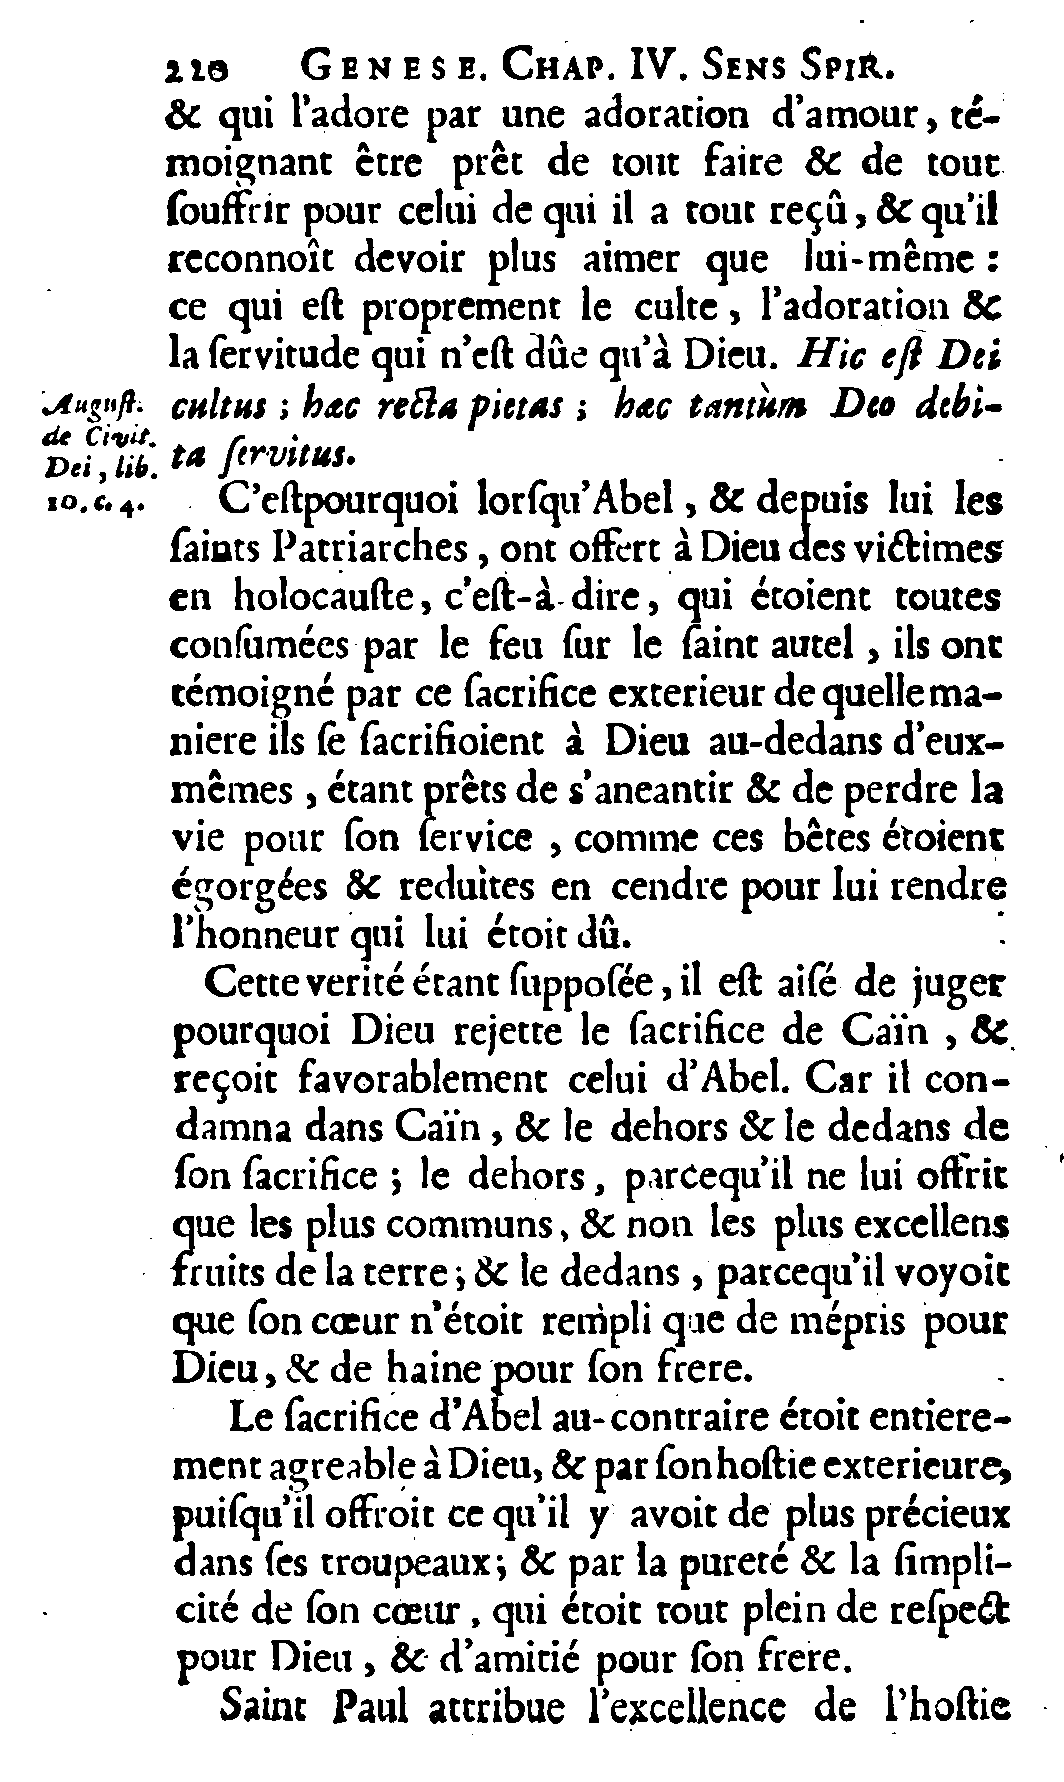 220 GENESE. CHAP. IV. SENS SPIR.
& qui l'adore par une adoration d'amour, té-
moignant être prêt de tout faire & de tout
ſouffrir pour celui de qui il a tout reçû, & qu'il
reconnoît devoir plus aimer que lui-même :
ce qui eſt proprement le culte, l'adoration &
la ſervitude qui n'eſt dûe qu'à Dieu. Hic eſt Dei
cultus ; hæc recta pietas ; hæc tantùm Deo debi-
ta ſervitus.
Auguſt.
de Civit.
Dei, lib.
10. c. 4.
C'eſtpourquoi lorſqu'Abel, & depuis lui les
ſaints Patriarches, ont offert à Dieu des victimes
en holocauſte, c'eſt-à-dire, qui étoient toutes
conſumées par le feu ſur le ſaint autel, ils ont
témoigné par ce ſacrifice exterieur de quelle ma-
niere ils ſe ſacrifioient à Dieu au-dedans d'eux-
mêmes, étant prêts de s'aneantir & de perdre la
vie pour ſon ſervice, comme ces bêtes étoient
égorgées & reduites en cendre pour lui rendre
l'honneur qui lui étoit dû.
Cette verité étant ſuppoſée, il eſt aiſé de juger
pourquoi Dieu rejette le ſacrifice de Caïn, &
reçoit favorablement celui d'Abel. Car il con-
damna dans Caïn, & le dehors & le dedans de
ſon ſacrifice ; le dehors, parcequ'il ne lui offrit
que les plus communs, & non les plus excellens
fruits de la terre ; & le dedans, parcequ'il voyoit
que ſon cœur n'étoit rempli que de mépris pour
Dieu, & de haine pour ſon frere.
Le ſacrifice d'Abel au-contraire étoit entiere-
ment agreable à Dieu, & par ſon hoſtie exterieure,
puiſqu'il offroit ce qu'il y avoit de plus précieux
dans ſes troupeaux ; & par la pureté & la ſimpli-
cité de ſon cœur, qui étoit tout plein de reſpect
pour Dieu, & d'amitié pour ſon frere.
Saint Paul attribue l'excellence de l'hoſtie